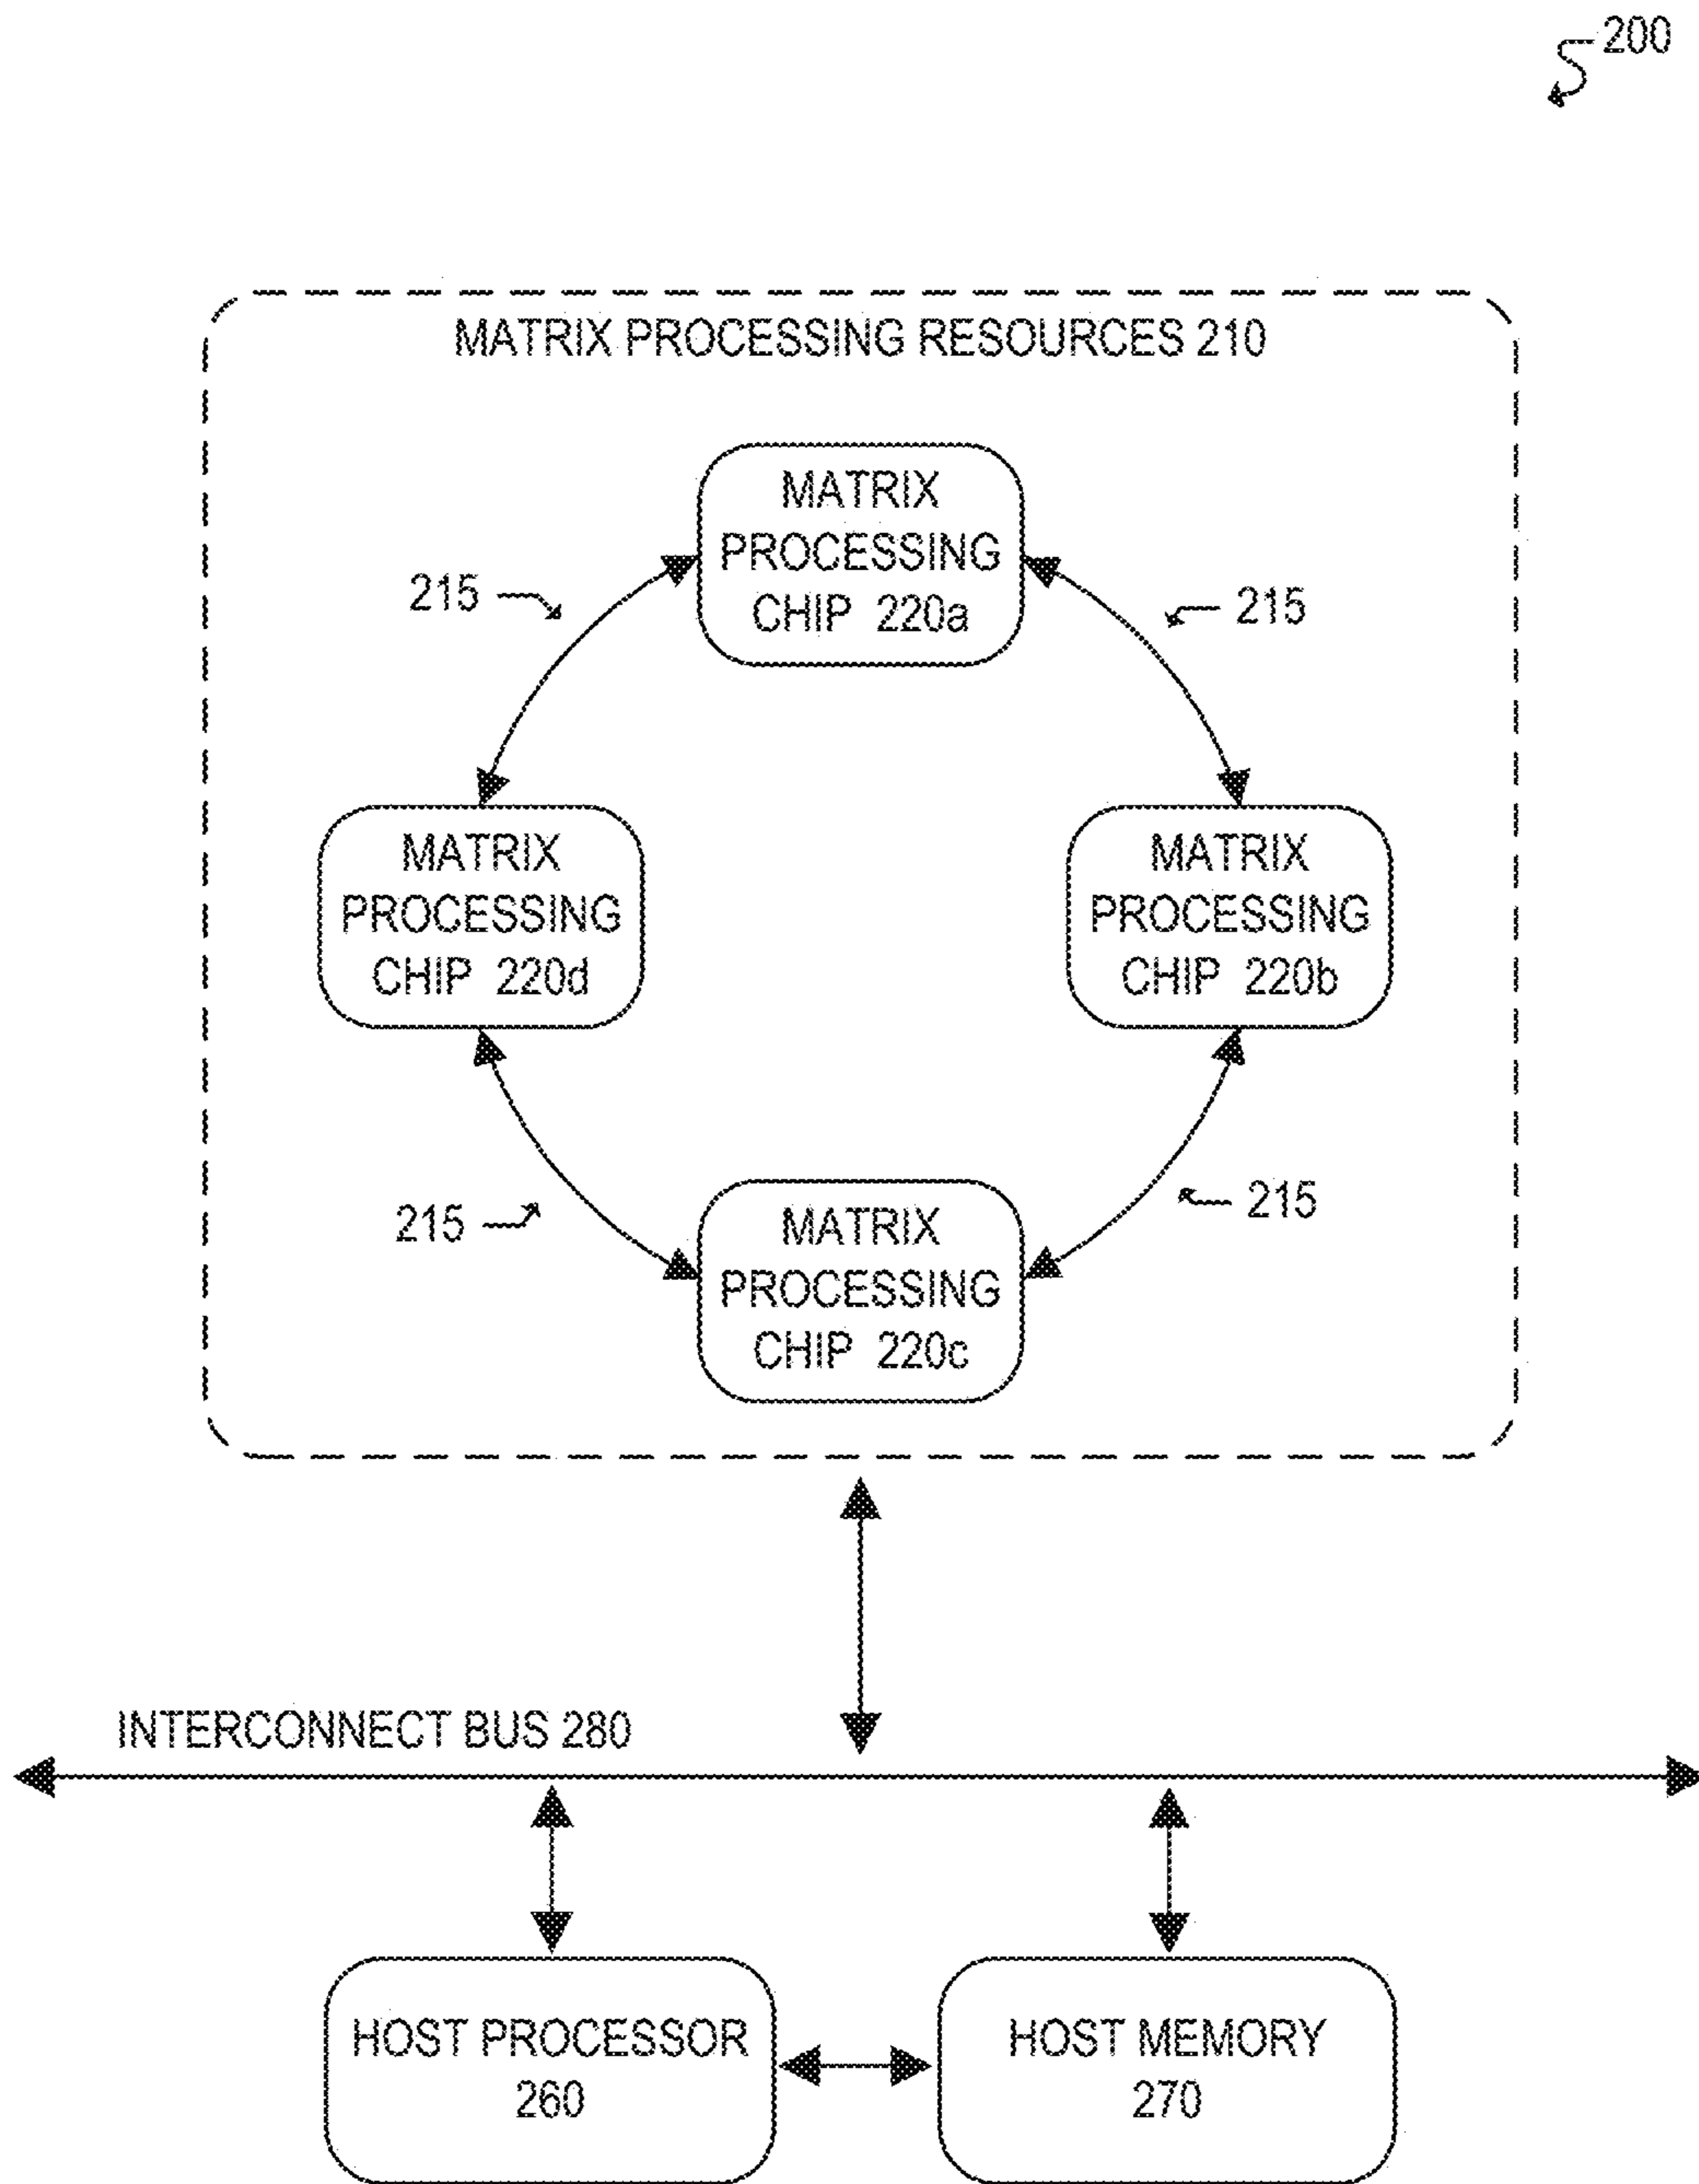 200
MATRIX PROCESSING RESOURCES 210
MATRIX
PROCESSING
CHIP 220a
215
215
MATRIX
PROCESSING
CHIP 220d
MATRIX
PROCESSING
CHIP 220b
215
215
MATRIX
PROCESSING
CHIP 220c
INTERCONNECT BUS 280
HOST PROCESSOR
260
HOST MEMORY
270